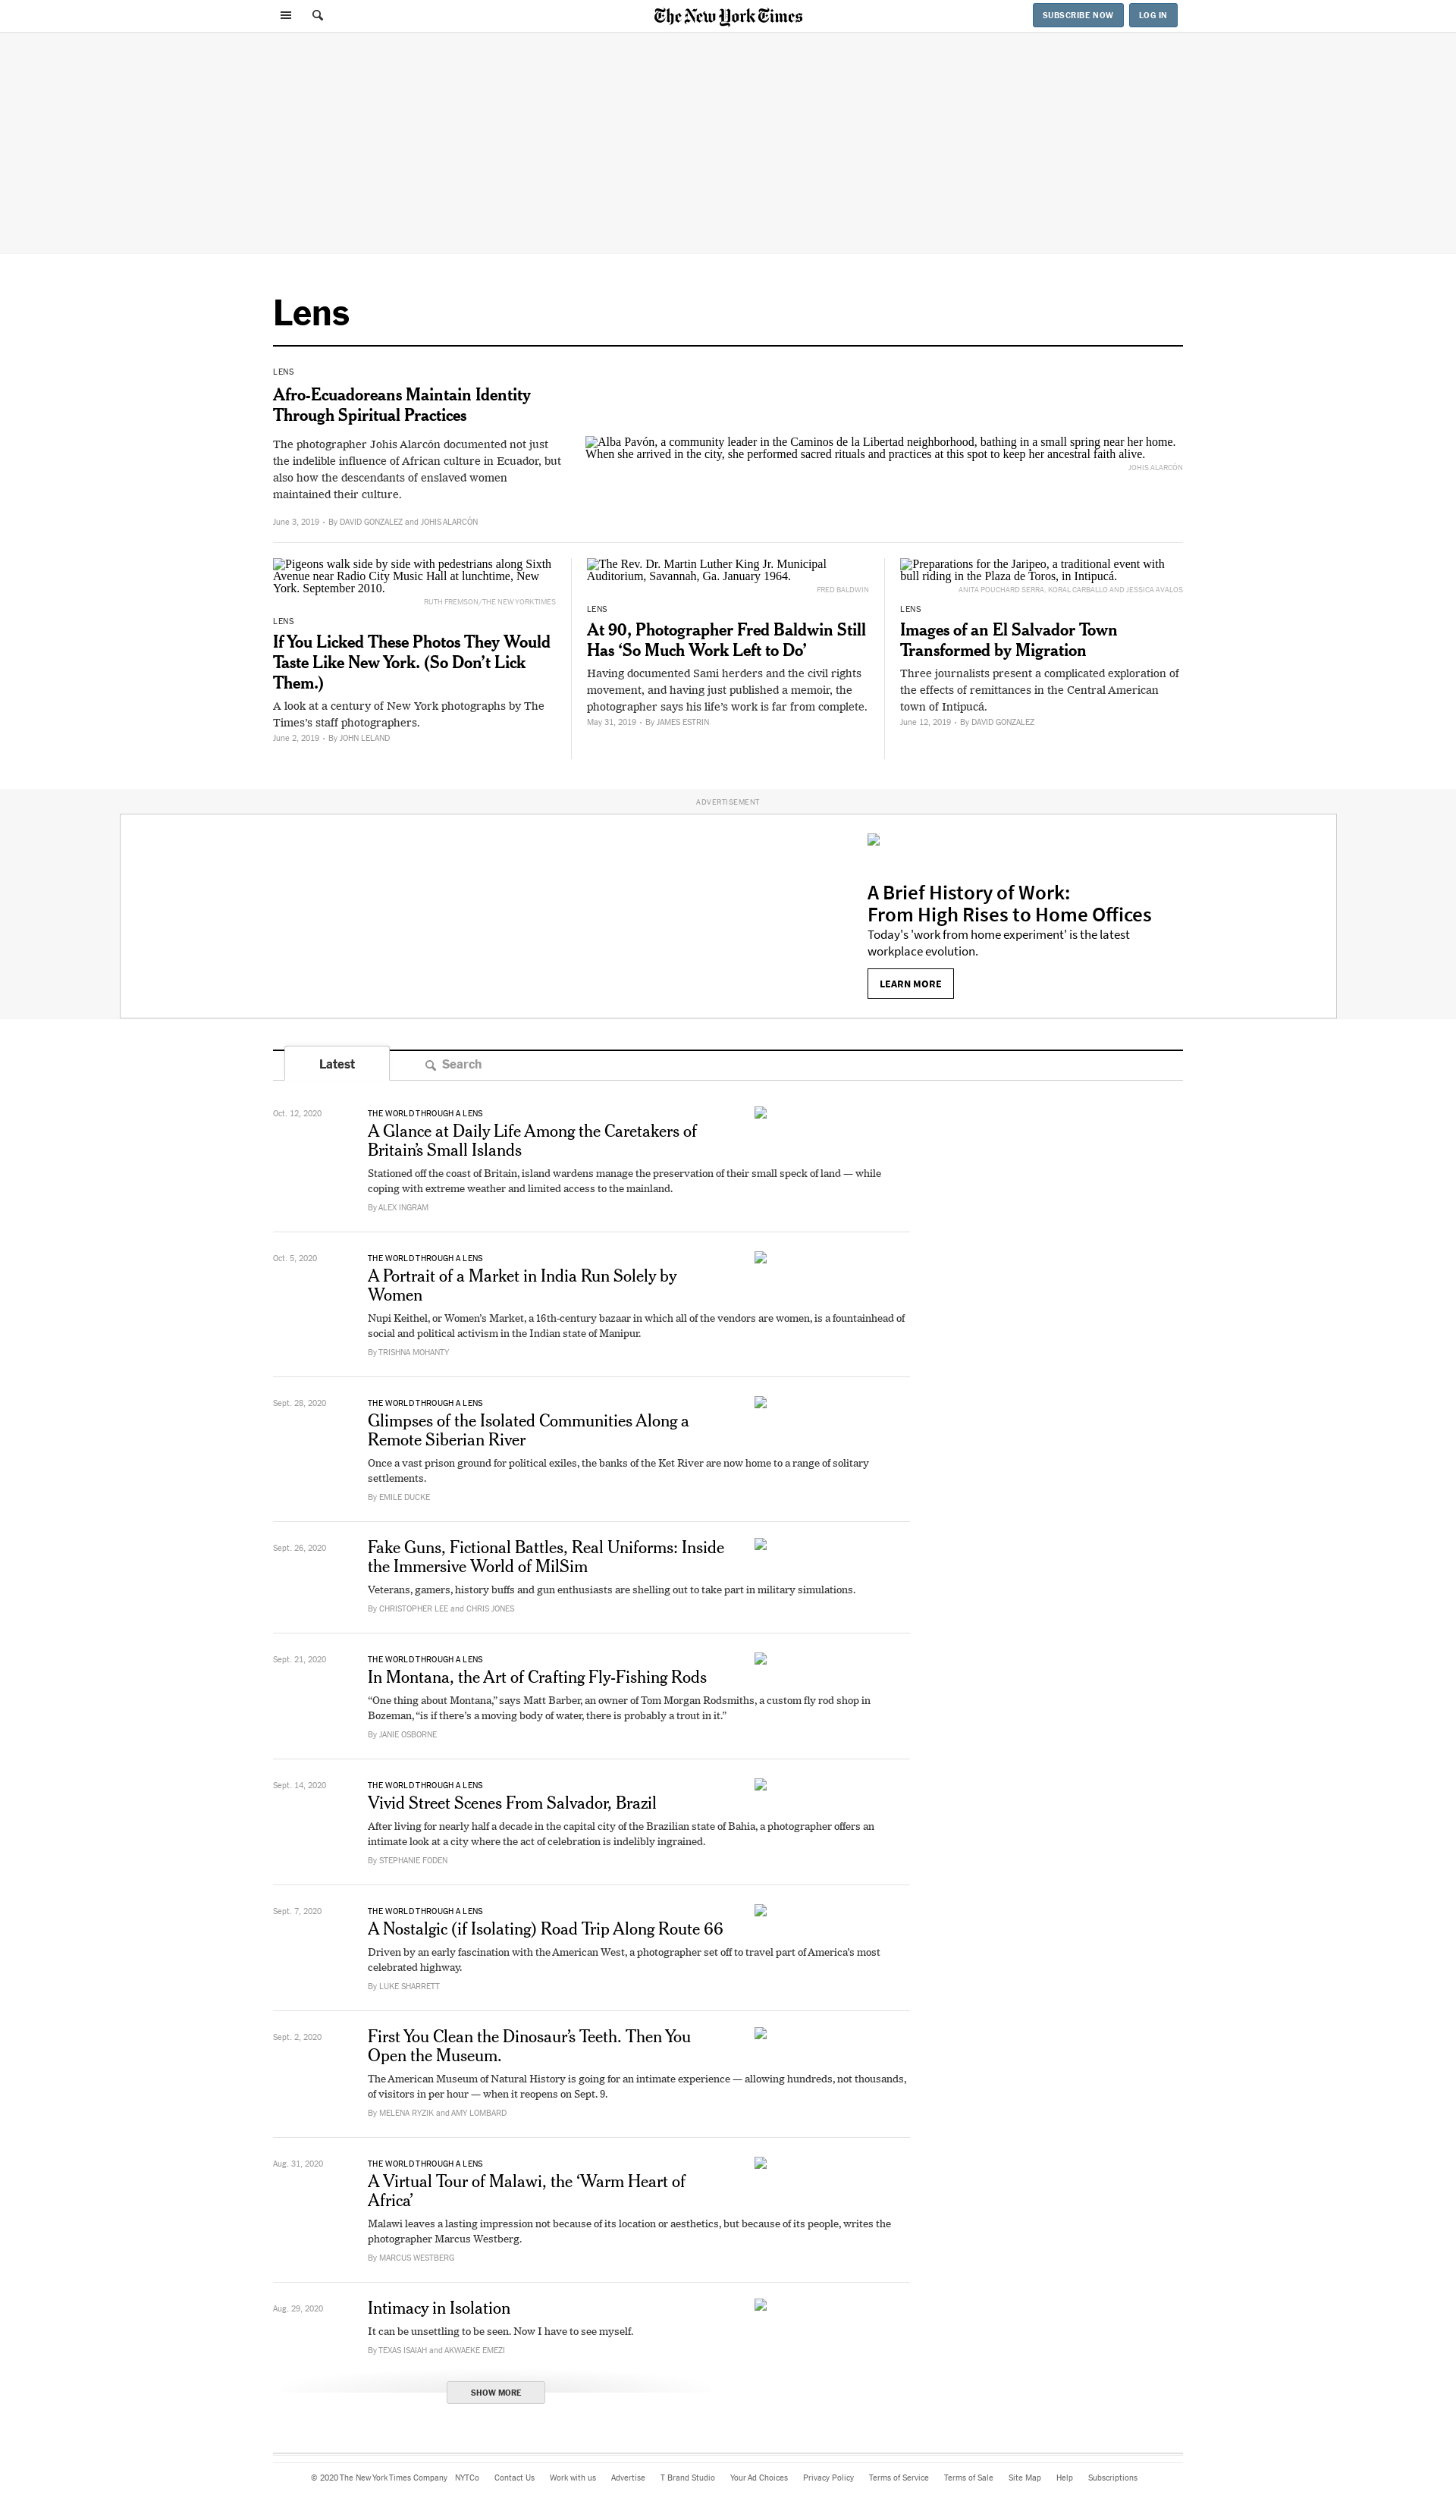 The New York Times
SUBSCRIBE NOW
LOG IN
Lens
LENS
Afro-Ecuadoreans Maintain Identity
Through Spiritual Practices
The photographer Johis Alarcón documented not just
the indelible influence of African culture in Ecuador, but
also how the descendants of enslaved women
maintained their culture.
June 3, 2019 • By DAVID GONZALEZ and JOHIS ALARCÓN
Alba Pavón, a community leader in the Caminos de la Libertad neighborhood, bathing in a small spring near her home.
When she arrived in the city, she performed sacred rituals and practices at this spot to keep her ancestral faith alive.
JOHIS ALARCÓN
Pigeons walk side by side with pedestrians along Sixth
Avenue near Radio City Music Hall at lunchtime, New
York. September 2010.
RUTH FREMSON/THE NEW YORK TIMES
LENS
If You Licked These Photos They Would
Taste Like New York. (So Don’t Lick
Them.)
A look at a century of New York photographs by The
Times’s staff photographers.
June 2, 2019 • By JOHN LELAND
The Rev. Dr. Martin Luther King Jr. Municipal
Auditorium, Savannah, Ga. January 1964.
FRED BALDWIN
LENS
At 90, Photographer Fred Baldwin Still
Has ‘So Much Work Left to Do’
Having documented Sami herders and the civil rights
movement, and having just published a memoir, the
photographer says his life’s work is far from complete.
May 31, 2019 • By JAMES ESTRIN
Preparations for the Jaripeo, a traditional event with
bull riding in the Plaza de Toros, in Intipucá.
ANITA POUCHARD SERRA, KORAL CARBALLO AND JESSICA AVALOS
LENS
Images of an El Salvador Town
Transformed by Migration
Three journalists present a complicated exploration of
the effects of remittances in the Central American
town of Intipucá.
June 12, 2019 • By DAVID GONZALEZ
ADVERTISEMENT
A Brief History of Work:
From High Rises to Home Offices
Today's 'work from home experiment' is the latest
workplace evolution.
LEARN MORE
Latest
Search
Oct. 12, 2020
THE WORLD THROUGH A LENS
A Glance at Daily Life Among the Caretakers of
Britain’s Small Islands
Stationed off the coast of Britain, island wardens manage the preservation of their small speck of land — while
coping with extreme weather and limited access to the mainland.
By ALEX INGRAM
Oct. 5, 2020
THE WORLD THROUGH A LENS
A Portrait of a Market in India Run Solely by
Women
Nupi Keithel, or Women’s Market, a 16th-century bazaar in which all of the vendors are women, is a fountainhead of
social and political activism in the Indian state of Manipur.
By TRISHNA MOHANTY
Sept. 28, 2020
THE WORLD THROUGH A LENS
Glimpses of the Isolated Communities Along a
Remote Siberian River
Once a vast prison ground for political exiles, the banks of the Ket River are now home to a range of solitary
settlements.
By EMILE DUCKE
Sept. 26, 2020
Fake Guns, Fictional Battles, Real Uniforms: Inside
the Immersive World of MilSim
Veterans, gamers, history buffs and gun enthusiasts are shelling out to take part in military simulations.
By CHRISTOPHER LEE and CHRIS JONES
Sept. 21, 2020
THE WORLD THROUGH A LENS
In Montana, the Art of Crafting Fly-Fishing Rods
“One thing about Montana,” says Matt Barber, an owner of Tom Morgan Rodsmiths, a custom fly rod shop in
Bozeman, “is if there’s a moving body of water, there is probably a trout in it.”
By JANIE OSBORNE
Sept. 14, 2020
THE WORLD THROUGH A LENS
Vivid Street Scenes From Salvador, Brazil
After living for nearly half a decade in the capital city of the Brazilian state of Bahia, a photographer offers an
intimate look at a city where the act of celebration is indelibly ingrained.
By STEPHANIE FODEN
Sept. 7, 2020
THE WORLD THROUGH A LENS
A Nostalgic (if Isolating) Road Trip Along Route 66
Driven by an early fascination with the American West, a photographer set off to travel part of America’s most
celebrated highway.
By LUKE SHARRETT
Sept. 2, 2020
First You Clean the Dinosaur’s Teeth. Then You
Open the Museum.
The American Museum of Natural History is going for an intimate experience — allowing hundreds, not thousands,
of visitors in per hour — when it reopens on Sept. 9.
By MELENA RYZIK and AMY LOMBARD
Aug. 31, 2020
THE WORLD THROUGH A LENS
A Virtual Tour of Malawi, the ‘Warm Heart of
Africa’
Malawi leaves a lasting impression not because of its location or aesthetics, but because of its people, writes the
photographer Marcus Westberg.
By MARCUS WESTBERG
Aug. 29, 2020
Intimacy in Isolation
It can be unsettling to be seen. Now I have to see myself.
By TEXAS ISAIAH and AKWAEKE EMEZI
SHOW MORE
© 2020 The New York Times Company NYTCo Contact Us Work with us Advertise T Brand Studio Your Ad Choices Privacy Policy Terms of Service Terms of Sale Site Map Help Subscriptions